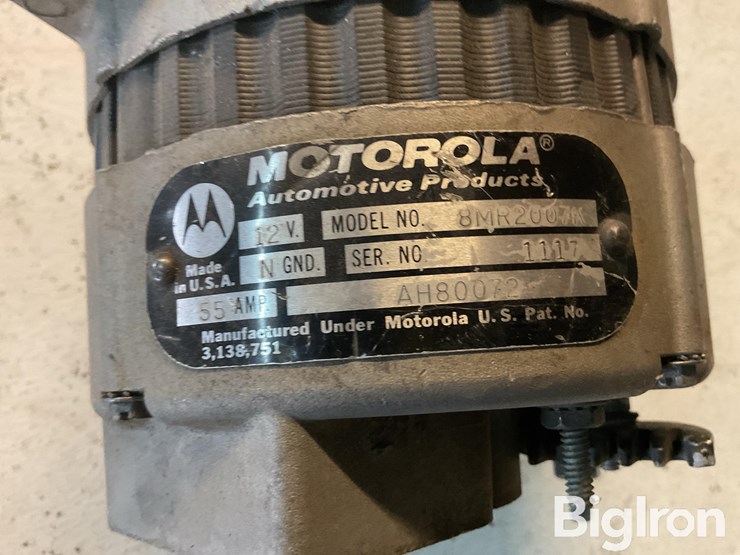 MOTOROLA®
Automotive Products
12 V. MODEL NO. 8MR2007K
Made in U.S.A.
N GND. SER. NO. 1117
55 AMP. AH80072
Manufactured Under Motorola U.S. Pat. No.
3,138,751
BigIron